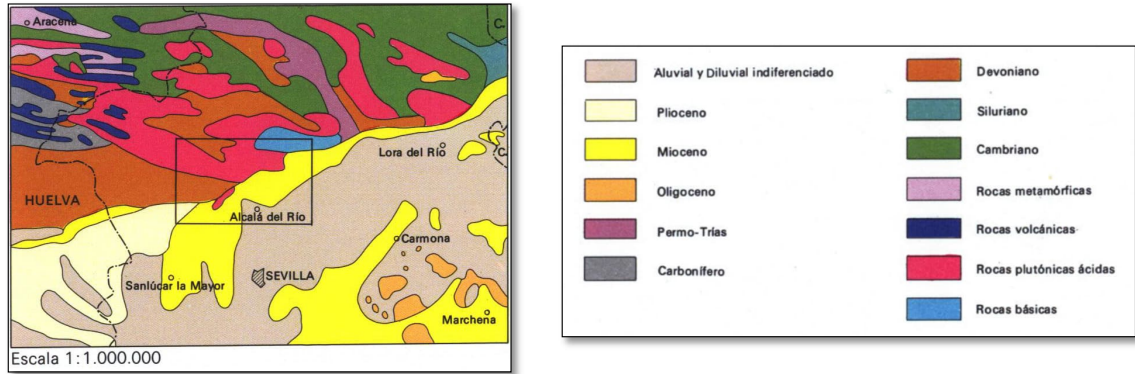 Aracena
C.
Lora del Río
C.
HUELVA
Alcalá del Río
Carmona
SEVILLA
Sanlúcar la Mayor
Marchena
Escala 1:1.000.000
Aluvial y Diluvial indiferenciado
Plioceno
Mioceno
Oligoceno
Permo-Trías
Carbonífero
Devoniano
Siluriano
Cambriano
Rocas metamórficas
Rocas volcánicas
Rocas plutónicas ácidas
Rocas básicas